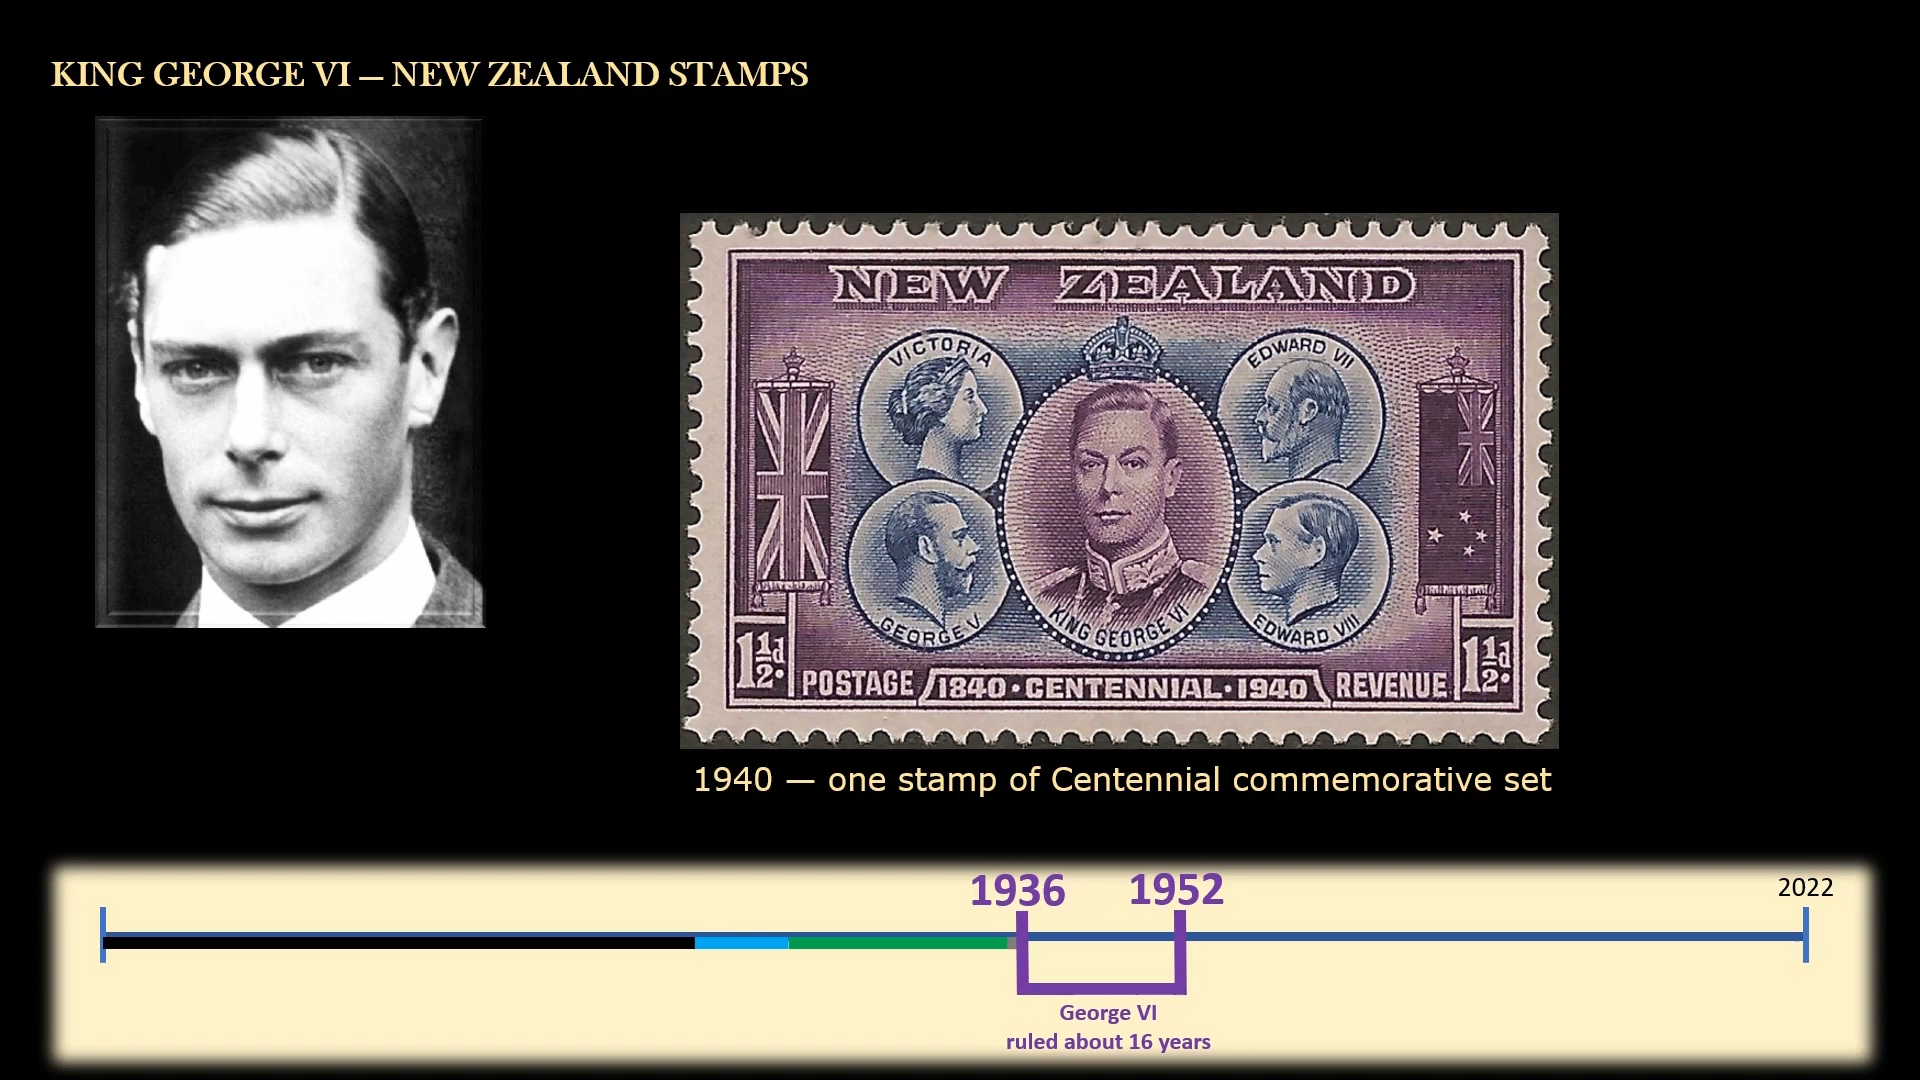 KING GEORGE VI — NEW ZEALAND STAMPS
NEW ZEALAND
VICTORIA
EDWARD VII
GEORGE V
KING GEORGE VI
EDWARD VIII
1½d
POSTAGE
1840 • CENTENNIAL • 1940
REVENUE
1½d
1940 — one stamp of Centennial commemorative set
1936
1952
2022
George VI
ruled about 16 years